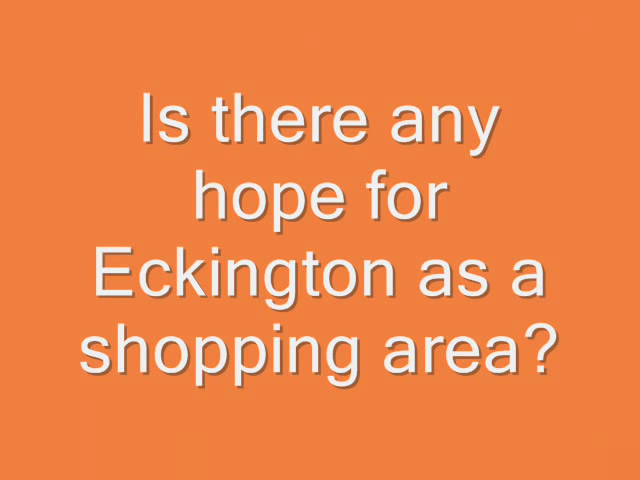 Is there any
hope for
Eckington as a
shopping area?